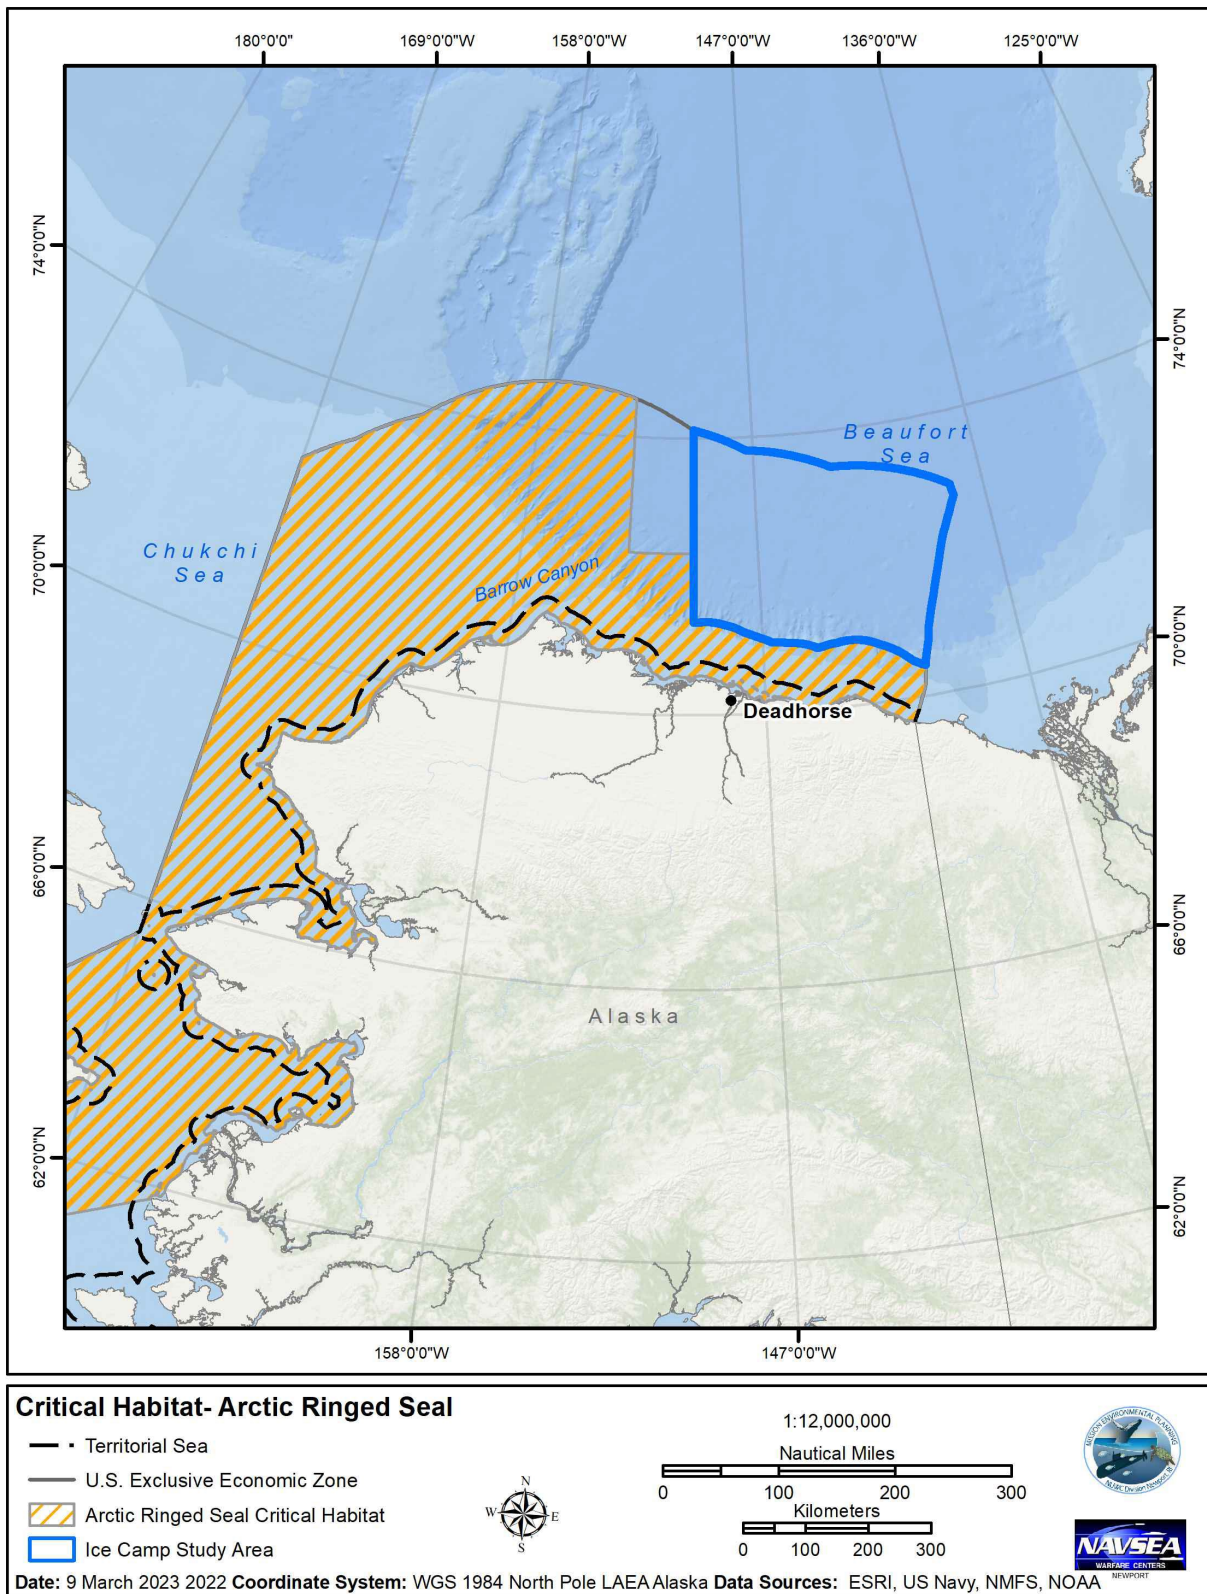 180°0'0" 169°0'0"W 158°0'0"W 147°0'0"W 136°0'0"W 125°0'0"W
74°0'0"N
74°0'0"N
Beaufort
Sea
Chukchi
Sea
70°0'0"N
Barrow Canyon
70°0'0"N
Deadhorse
66°0'0"N
66°0'0"N
Alaska
62°0'0"N
62°0'0"N
158°0'0"W 147°0'0"W
Critical Habitat- Arctic Ringed Seal
Territorial Sea
U.S. Exclusive Economic Zone
Arctic Ringed Seal Critical Habitat
Ice Camp Study Area
N
W E
S
1:12,000,000
Nautical Miles
0 100 200 300
Kilometers
0 100 200 300
MISSION ENVIRONMENTAL PLANNING
NAVSEA
WARFARE CENTERS
NEWPORT
Date: 9 March 2023 2022 Coordinate System: WGS 1984 North Pole LAEA Alaska Data Sources: ESRI, US Navy, NMFS, NOAA